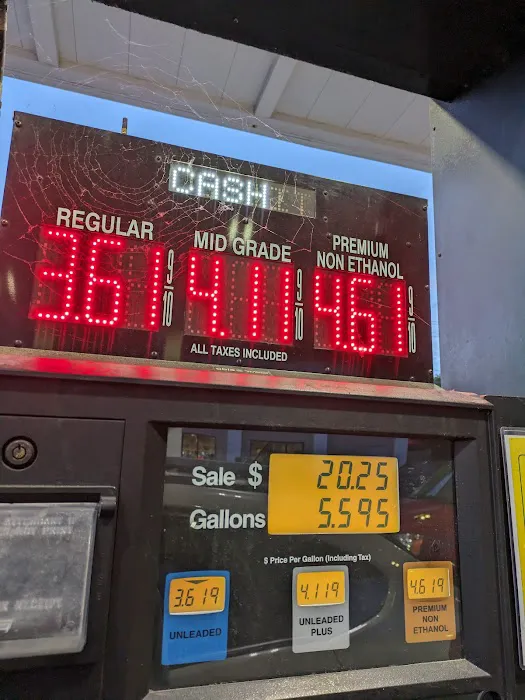 CASH
REGULAR
3.61 9/10
MID GRADE
4.11 9/10
PREMIUM
NON ETHANOL
4.61 9/10
ALL TAXES INCLUDED
Sale $ 20.25
Gallons 5.595
$ Price Per Gallon (Including Tax)
3.619
UNLEADED
4.119
UNLEADED
PLUS
4.619
PREMIUM
NON
ETHANOL